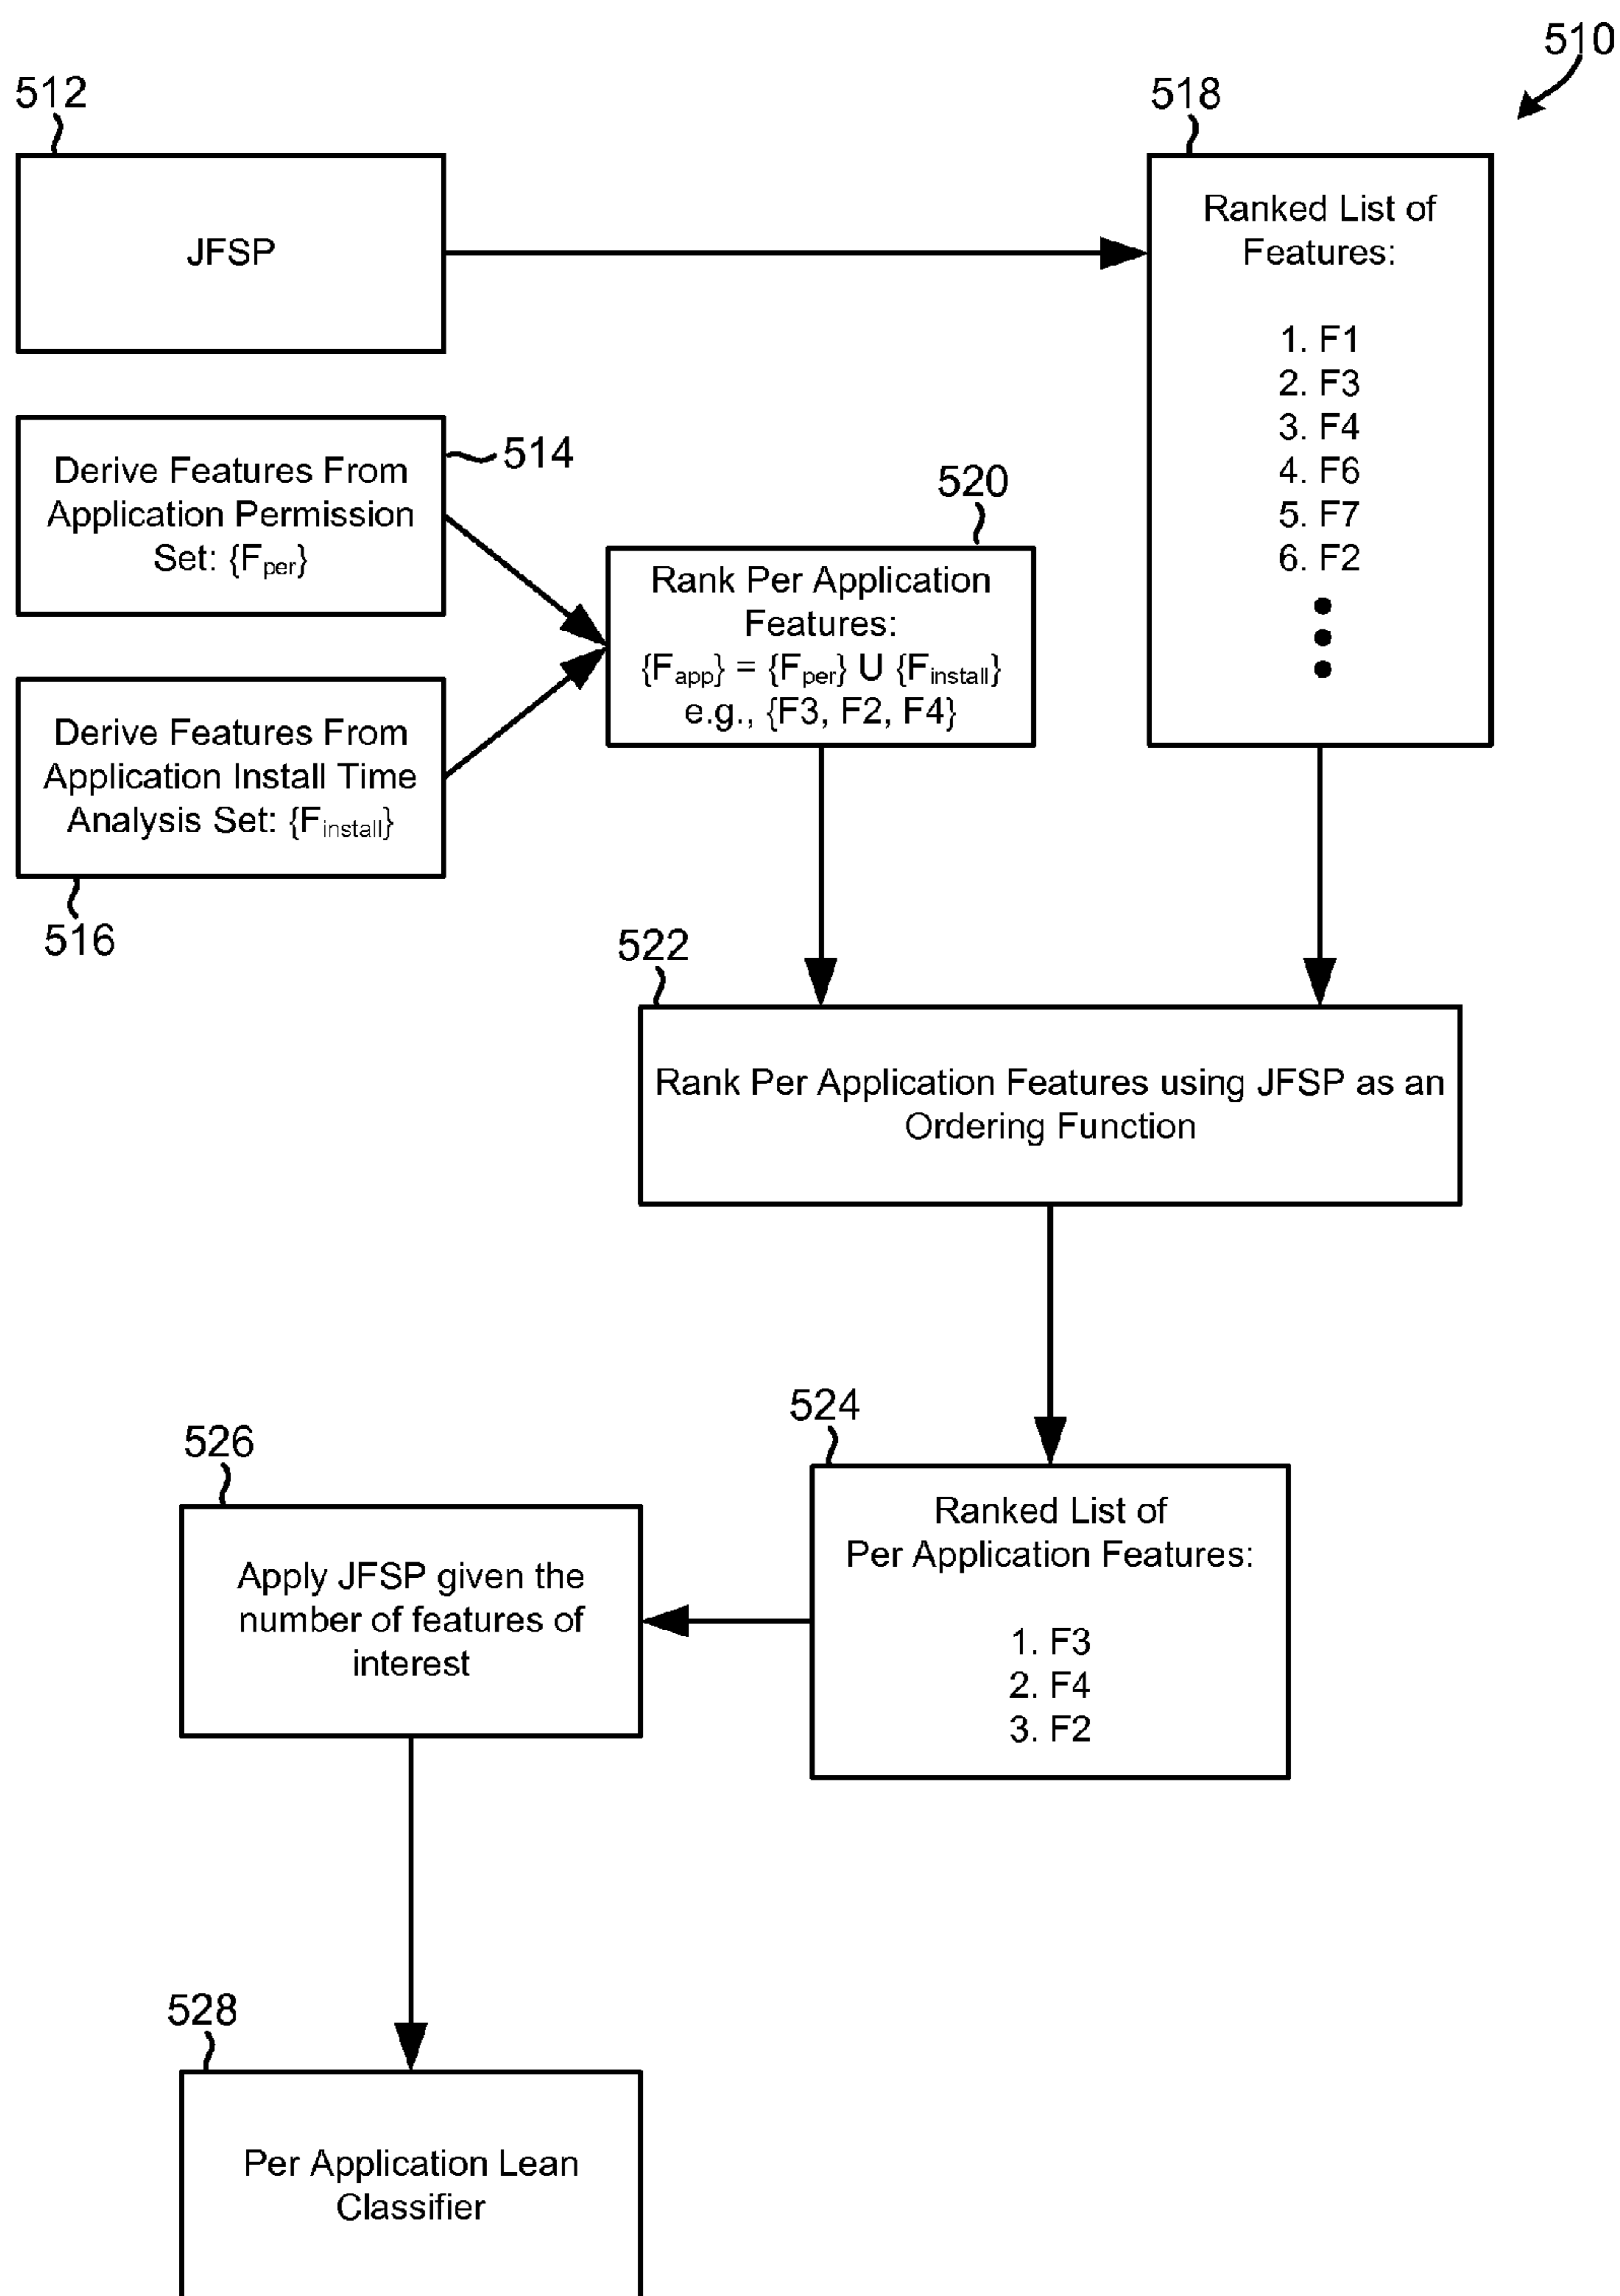 510
512
JFSP
518
Ranked List of
Features:
1. F1
2. F3
3. F4
4. F6
5. F7
6. F2
514
Derive Features From
Application Permission
Set: {Fper}
516
Derive Features From
Application Install Time
Analysis Set: {Finstall}
520
Rank Per Application
Features:
{Fapp} = {Fper} U {Finstall}
e.g., {F3, F2, F4}
522
Rank Per Application Features using JFSP as an
Ordering Function
524
Ranked List of
Per Application Features:
1. F3
2. F4
3. F2
526
Apply JFSP given the
number of features of
interest
528
Per Application Lean
Classifier